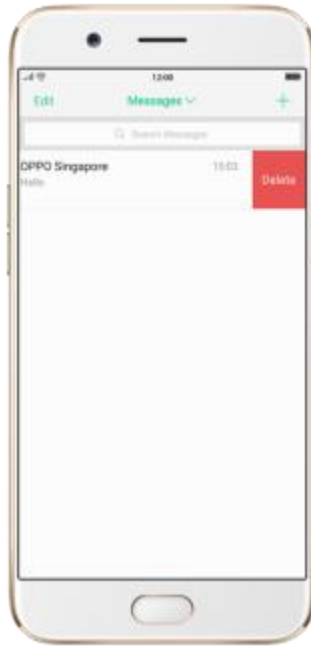 12:00
Edit
Messages
Search Messages
OPPO Singapore
15:03
Hello
Delete